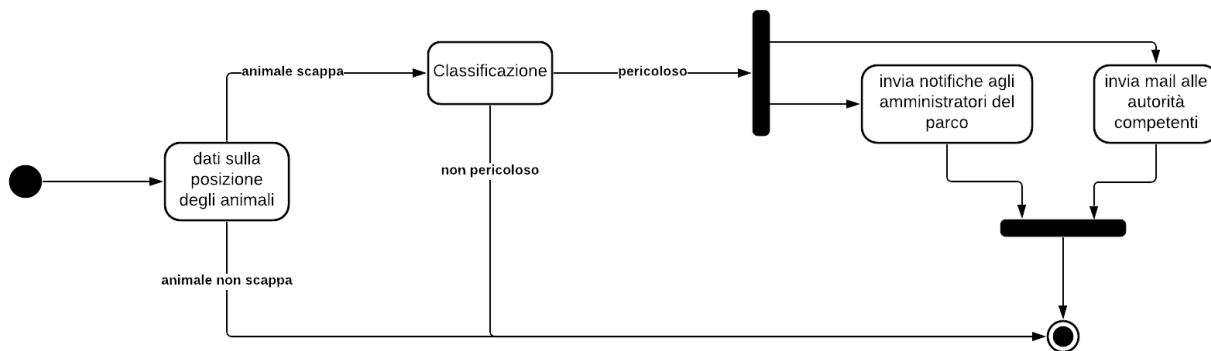 animale scappa
Classificazione
pericoloso
invia notifiche agli
amministratori del
parco
invia mail alle
autorità
competenti
dati sulla
posizione
degli animali
non pericoloso
animale non scappa